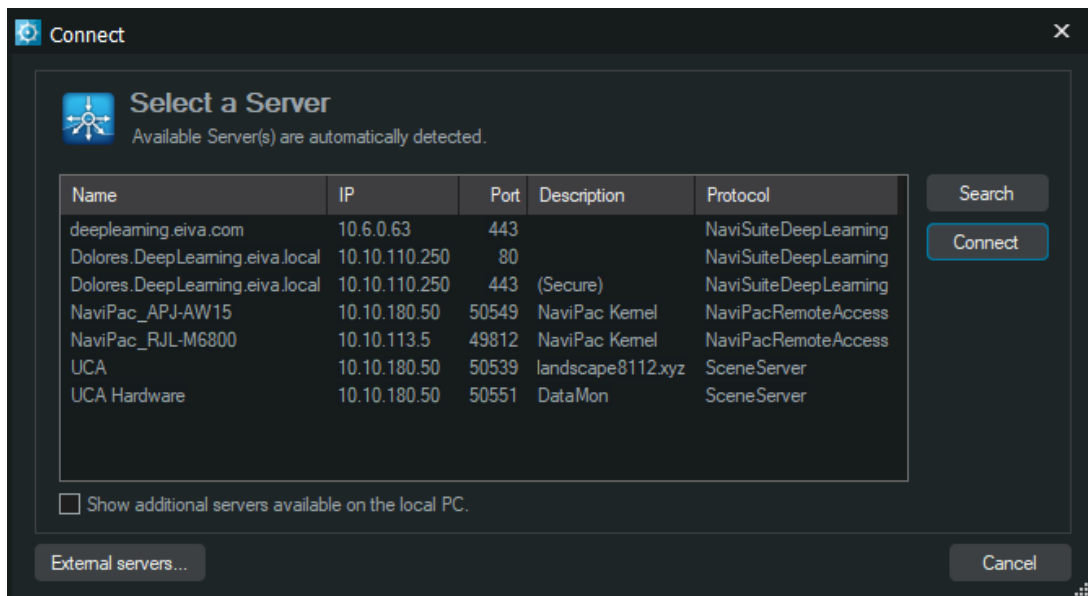 Connect
Select a Server
Available Server(s) are automatically detected.
Name IP Port Description Protocol
deeplearning.eiva.com 10.6.0.63 443 NaviSuiteDeepLearning
Dolores.DeepLearning.eiva.local 10.10.110.250 80 NaviSuiteDeepLearning
Dolores.DeepLearning.eiva.local 10.10.110.250 443 (Secure) NaviSuiteDeepLearning
NaviPac_APJ-AW15 10.10.180.50 50549 NaviPac Kernel NaviPacRemoteAccess
NaviPac_RJL-M6800 10.10.113.5 49812 NaviPac Kernel NaviPacRemoteAccess
UCA 10.10.180.50 50539 landscape8112.xyz SceneServer
UCA Hardware 10.10.180.50 50551 DataMon SceneServer
Search
Connect
Show additional servers available on the local PC.
External servers... Cancel